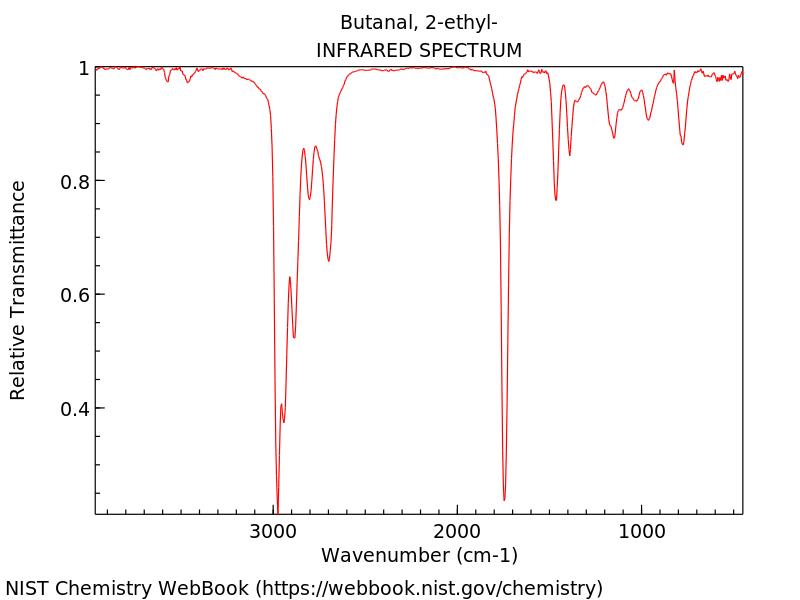 Butanal, 2-ethyl-
INFRARED SPECTRUM
1
0.8
0.6
0.4
Relative Transmittance
3000 2000 1000
Wavenumber (cm-1)
NIST Chemistry WebBook (https://webbook.nist.gov/chemistry)